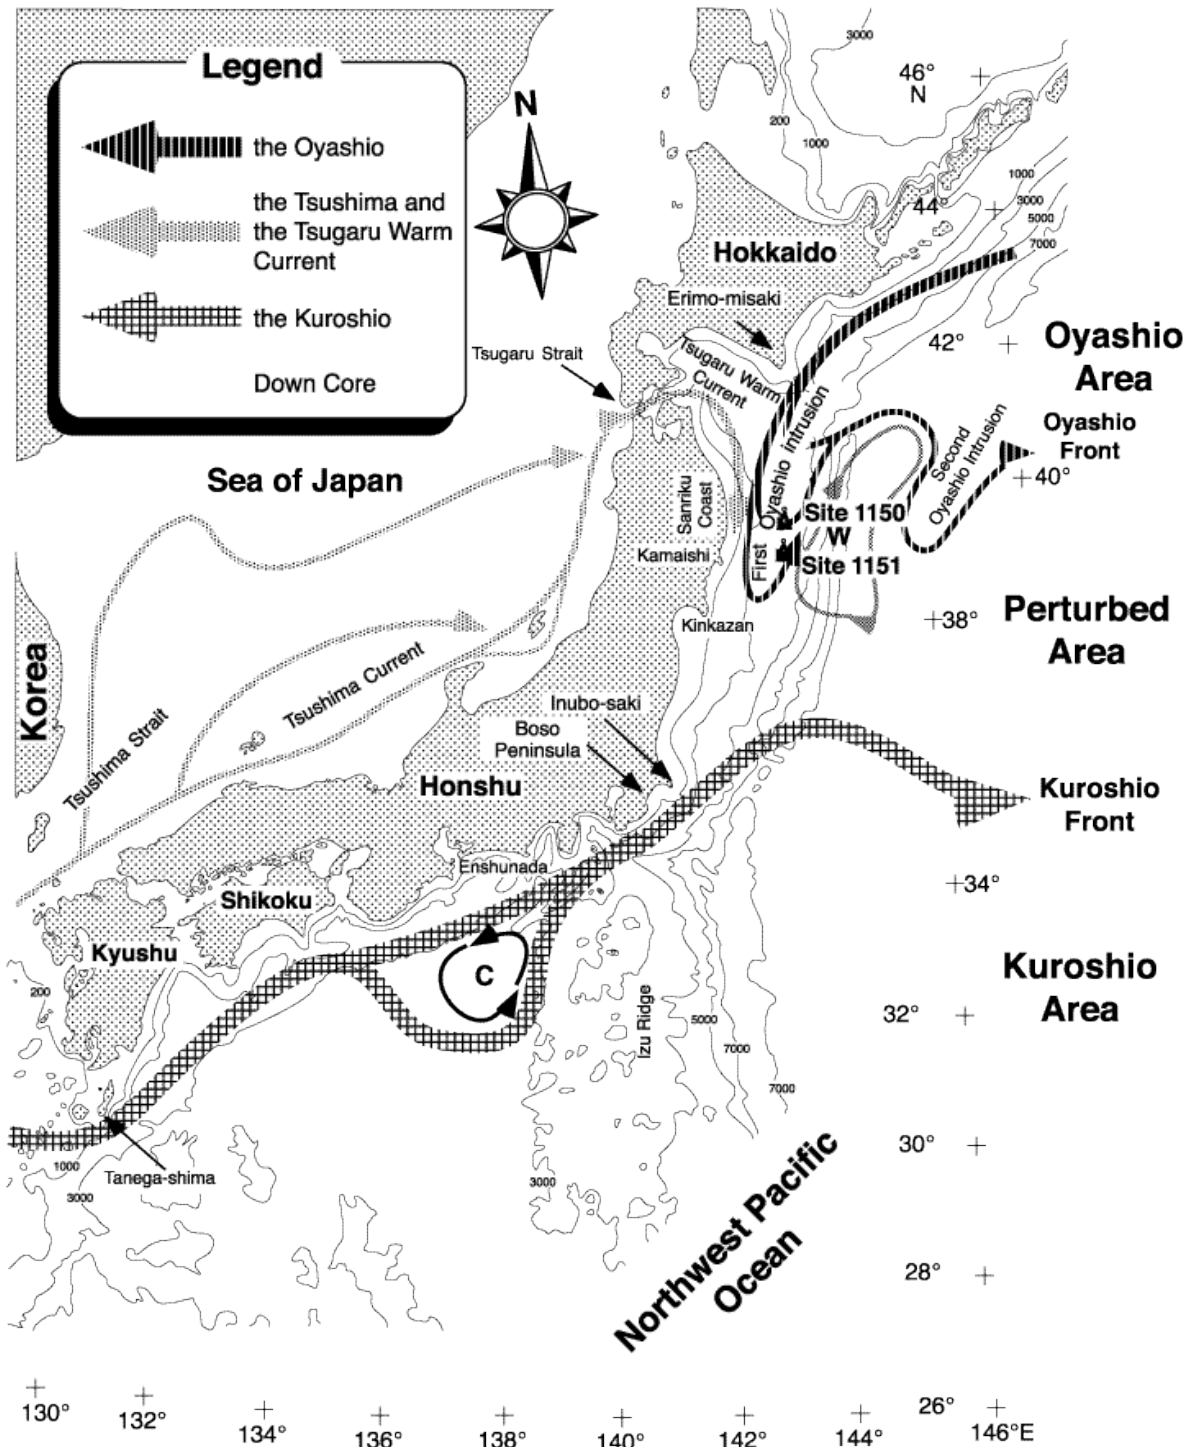 Legend
the Oyashio
the Tsushima and
the Tsugaru Warm
Current
the Kuroshio
Down Core
N
3000
46°
N
200
1000
1000
3000
5000
7000
44
Hokkaido
Erimo-misaki
Tsugaru Strait
Tsugaru Warm
Current
42°
Oyashio
Area
Oyashio
Front
40°
First Oyashio intrusion
Second
Oyashio Intrusion
Sea of Japan
Sanriku
Coast
Site 1150
W
Site 1151
Kamaishi
Kinkazan
38°
Perturbed
Area
Korea
Tsushima Strait
Tsushima Current
Inubo-saki
Boso
Peninsula
Honshu
Kuroshio
Front
Enshunada
34°
Shikoku
Kyushu
C
Kuroshio
Area
200
Izu Ridge
32°
5000
7000
7000
30°
1000
3000
Tanega-shima
3000
Northwest Pacific
Ocean
28°
26°
130°
132°
134°
136°
138°
140°
142°
144°
146°E